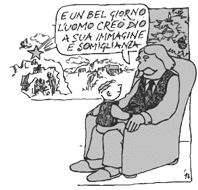 E UN BEL GIORNO
L'UOMO CREÒ DIO
A SUA IMMAGINE
E SOMIGLIANZA